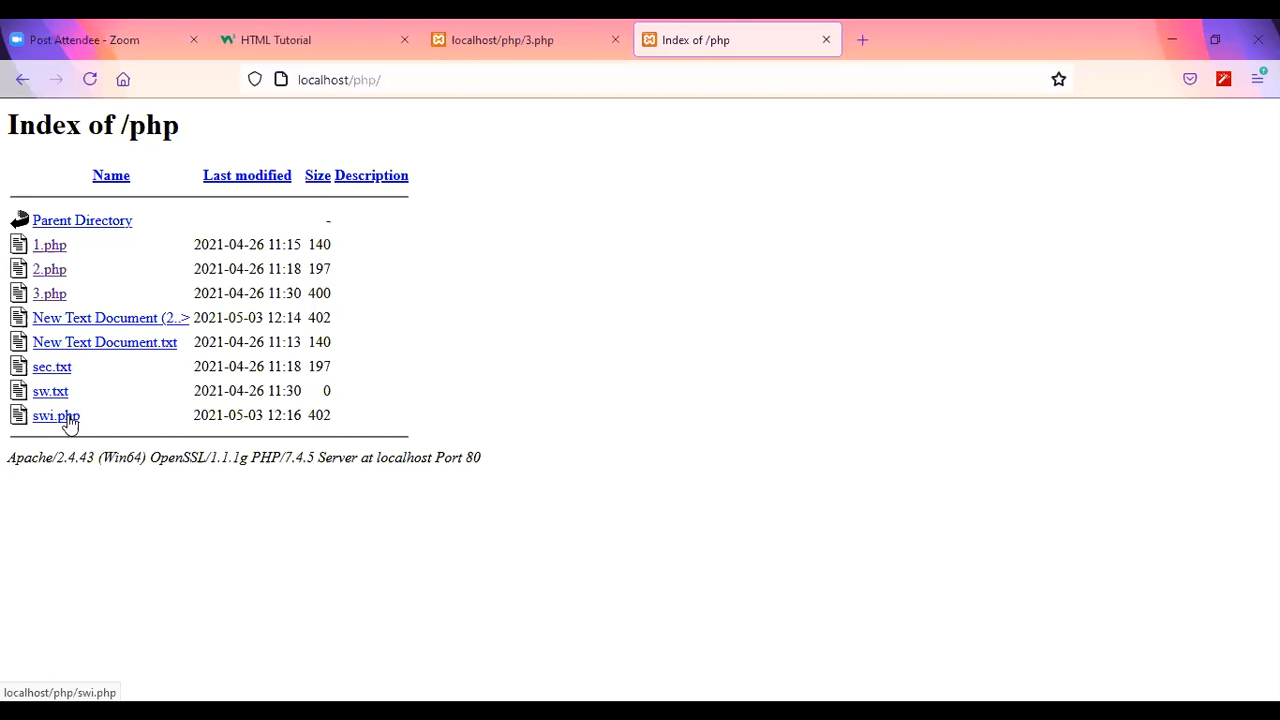 Post Attendee - Zoom HTML Tutorial localhost/php/3.php Index of /php
localhost/php/
Index of /php
Name Last modified Size Description
Parent Directory -
1.php 2021-04-26 11:15 140
2.php 2021-04-26 11:18 197
3.php 2021-04-26 11:30 400
New Text Document (2..> 2021-05-03 12:14 402
New Text Document.txt 2021-04-26 11:13 140
sec.txt 2021-04-26 11:18 197
sw.txt 2021-04-26 11:30 0
swi.php 2021-05-03 12:16 402
Apache/2.4.43 (Win64) OpenSSL/1.1.1g PHP/7.4.5 Server at localhost Port 80
localhost/php/swi.php